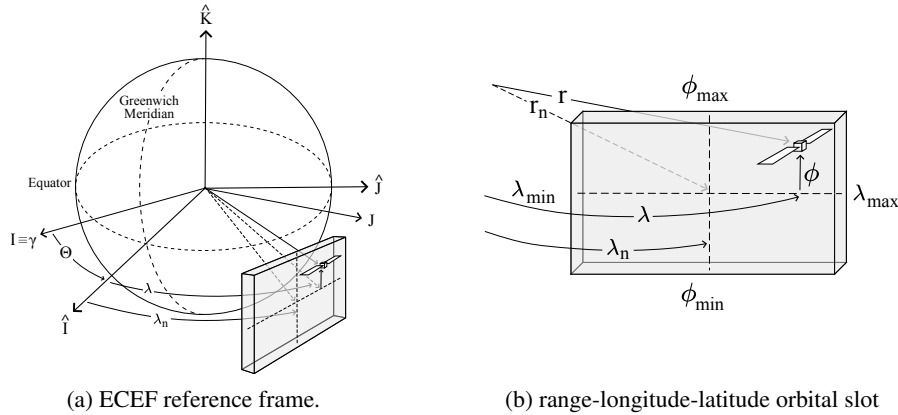 K̂
Greenwich
Meridian
Equator
Ĵ
J
I≡γ
Θ
λ
λn
Î
(a) ECEF reference frame.
r
rn
ϕmax
ϕ
λmin
λmax
λ
λn
ϕmin
(b) range-longitude-latitude orbital slot